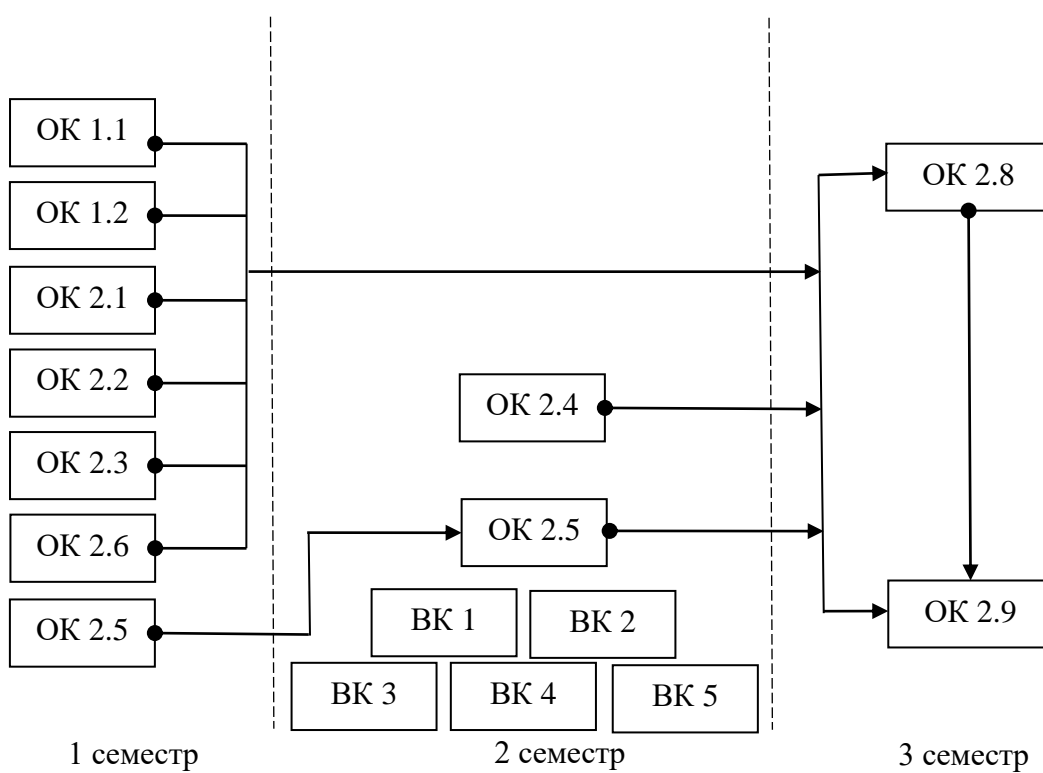 ОК 1.1
ОК 1.2
ОК 2.1
ОК 2.2
ОК 2.3
ОК 2.6
ОК 2.5
1 семестр
ОК 2.4
ОК 2.5
ВК 1
ВК 2
ВК 3
ВК 4
ВК 5
2 семестр
ОК 2.8
ОК 2.9
3 семестр